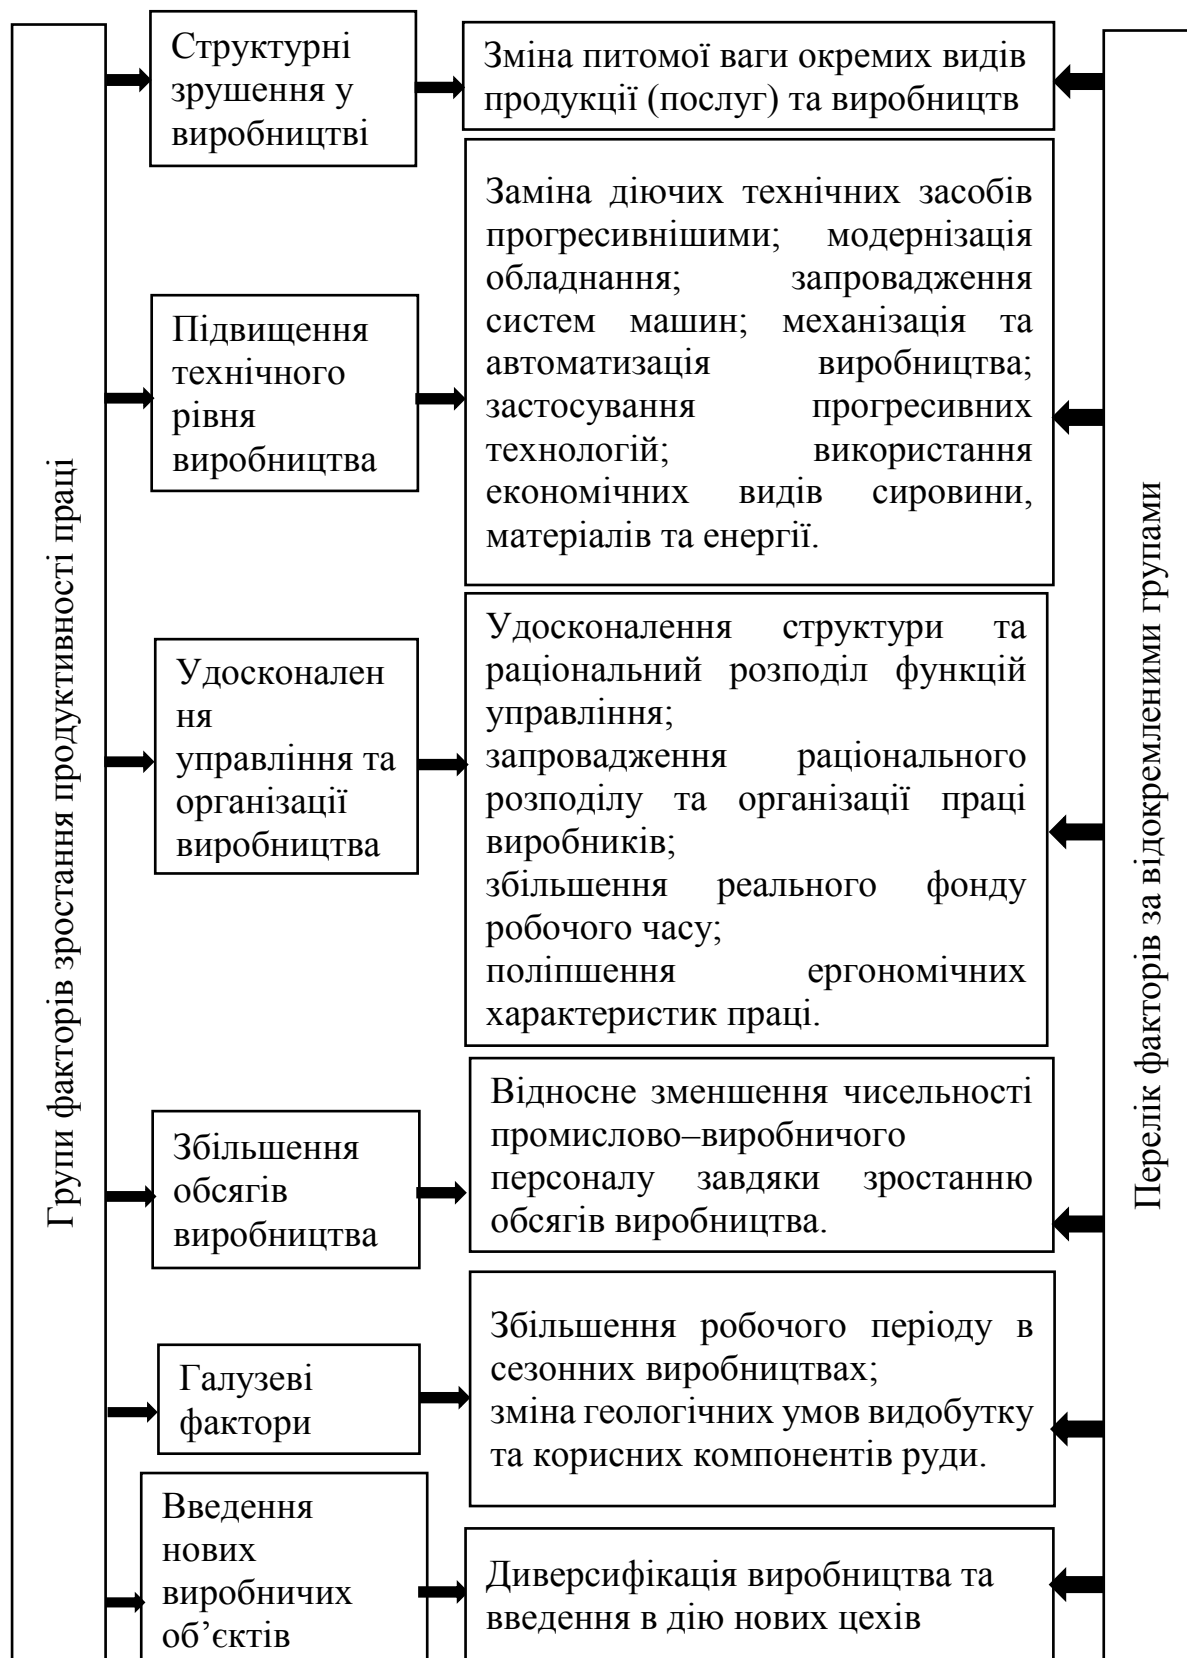 Групи факторів зростання продуктивності праці
Структурні
зрушення у
виробництві
Зміна питомої ваги окремих видів
продукції (послуг) та виробництв
Підвищення
технічного
рівня
виробництва
Заміна діючих технічних засобів
прогресивнішими; модернізація
обладнання; запровадження
систем машин; механізація та
автоматизація виробництва;
застосування прогресивних
технологій; використання
економічних видів сировини,
матеріалів та енергії.
Удосконален
ня
управління та
організації
виробництва
Удосконалення структури та
раціональний розподіл функцій
управління;
запровадження раціонального
розподілу та організації праці
виробників;
збільшення реального фонду
робочого часу;
поліпшення ергономічних
характеристик праці.
Збільшення
обсягів
виробництва
Відносне зменшення чисельності
промислово–виробничого
персоналу завдяки зростанню
обсягів виробництва.
Галузеві
фактори
Збільшення робочого періоду в
сезонних виробництвах;
зміна геологічних умов видобутку
та корисних компонентів руди.
Введення
нових
виробничих
об’єктів
Диверсифікація виробництва та
введення в дію нових цехів
Перелік факторів за відокремленими групами